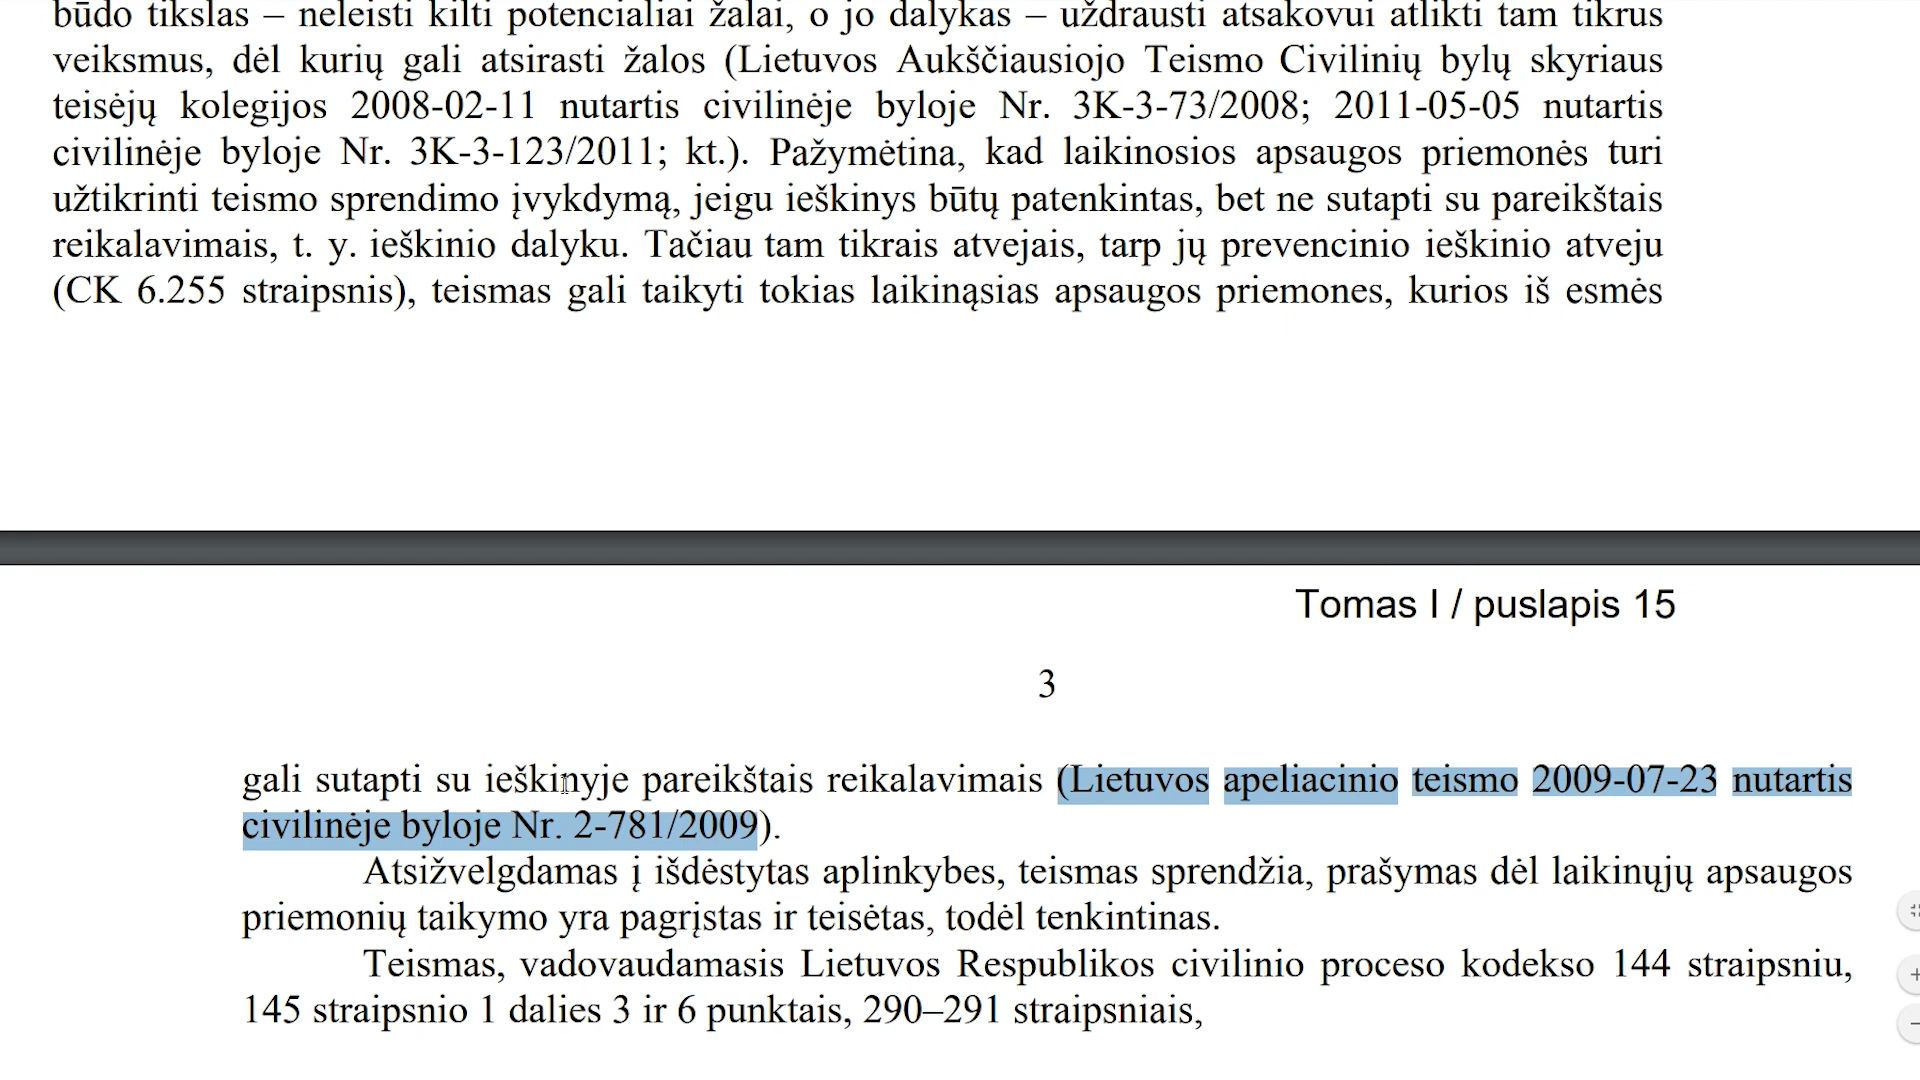 būdo tikslas – neleisti kilti potencialiai žalai, o jo dalykas – uždrausti atsakovui atlikti tam tikrus
veiksmus, dėl kurių gali atsirasti žalos (Lietuvos Aukščiausiojo Teismo Civilinių bylų skyriaus
teisėjų kolegijos 2008-02-11 nutartis civilinėje byloje Nr. 3K-3-73/2008; 2011-05-05 nutartis
civilinėje byloje Nr. 3K-3-123/2011; kt.). Pažymėtina, kad laikinosios apsaugos priemonės turi
užtikrinti teismo sprendimo įvykdymą, jeigu ieškinys būtų patenkintas, bet ne sutapti su pareikštais
reikalavimais, t. y. ieškinio dalyku. Tačiau tam tikrais atvejais, tarp jų prevencinio ieškinio atveju
(CK 6.255 straipsnis), teismas gali taikyti tokias laikinąsias apsaugos priemones, kurios iš esmės
Tomas I / puslapis 15
3
gali sutapti su ieškinyje pareikštais reikalavimais (Lietuvos apeliacinio teismo 2009-07-23 nutartis
civilinėje byloje Nr. 2-781/2009).
Atsižvelgdamas į išdėstytas aplinkybes, teismas sprendžia, prašymas dėl laikinųjų apsaugos
priemonių taikymo yra pagrįstas ir teisėtas, todėl tenkintinas.
Teismas, vadovaudamasis Lietuvos Respublikos civilinio proceso kodekso 144 straipsniu,
145 straipsnio 1 dalies 3 ir 6 punktais, 290–291 straipsniais,